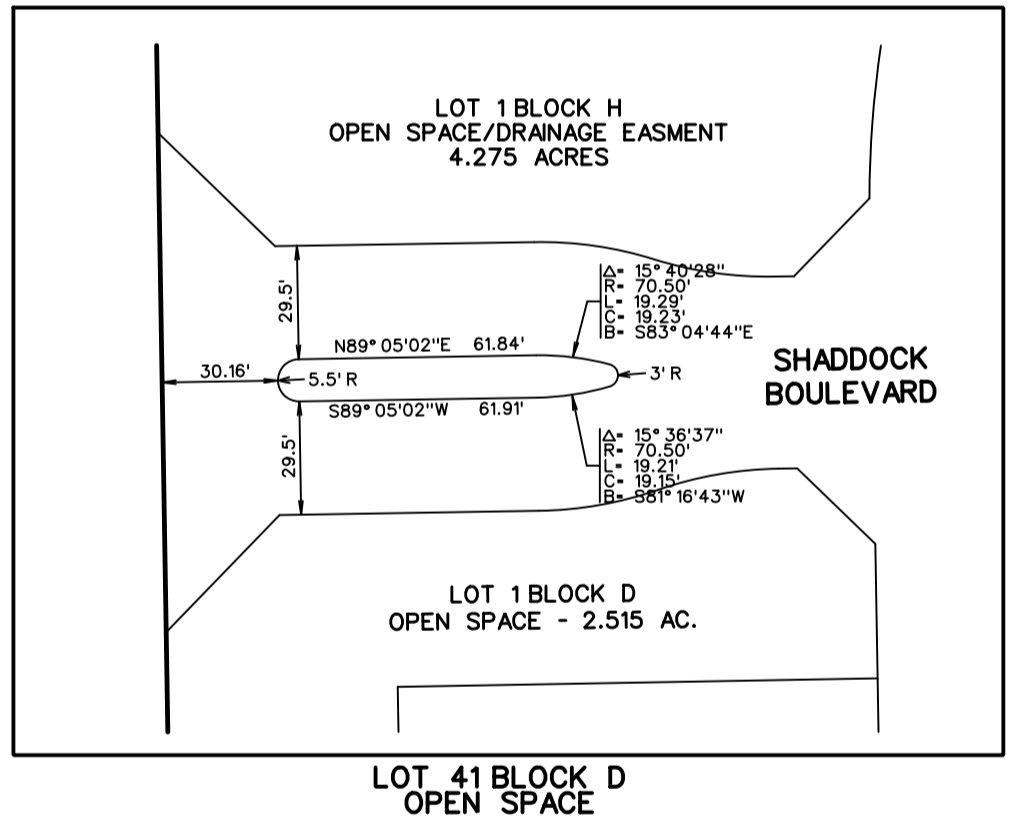 LOT 1 BLOCK H
OPEN SPACE/DRAINAGE EASMENT
4.275 ACRES
Δ= 15° 40'28"
R- 70.50'
L- 19.29'
C- 19.23'
B- S83° 04'44"E
29.5'
N89° 05'02"E 61.84'
30.16'
5.5' R
3' R
SHADDOCK
BOULEVARD
S89° 05'02"W 61.91'
29.5'
Δ= 15° 36'37"
R- 70.50'
L- 19.21'
C- 19.15'
B- S81° 16'43"W
LOT 1 BLOCK D
OPEN SPACE - 2.515 AC.
LOT 41 BLOCK D
OPEN SPACE